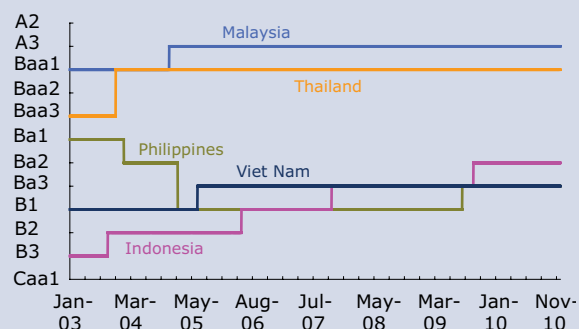 A2
A3
Baa1
Baa2
Baa3
Ba1
Ba2
Ba3
B1
B2
B3
Caa1
Malaysia
Thailand
Philippines
Viet Nam
Indonesia
Jan- Mar- May- Aug- Jul- May- Mar- Jan- Nov-
03 04 05 06 07 08 09 10 10